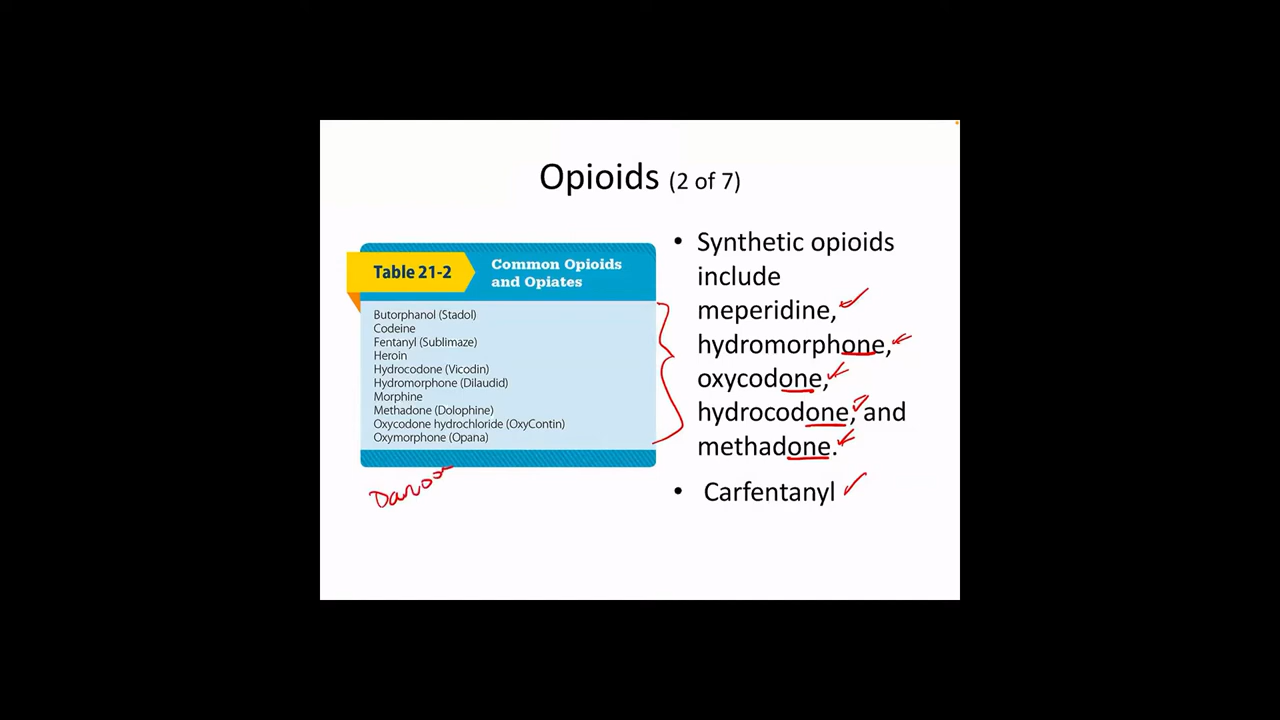 Opioids (2 of 7)
Table 21-2
Common Opioids
and Opiates
Butorphanol (Stadol)
Codeine
Fentanyl (Sublimaze)
Heroin
Hydrocodone (Vicodin)
Hydromorphone (Dilaudid)
Morphine
Methadone (Dolophine)
Oxycodone hydrochloride (OxyContin)
Oxymorphone (Opana)
• Synthetic opioids
include
meperidine,
hydromorphone,
oxycodone,
hydrocodone, and
methadone.
• Carfentanyl